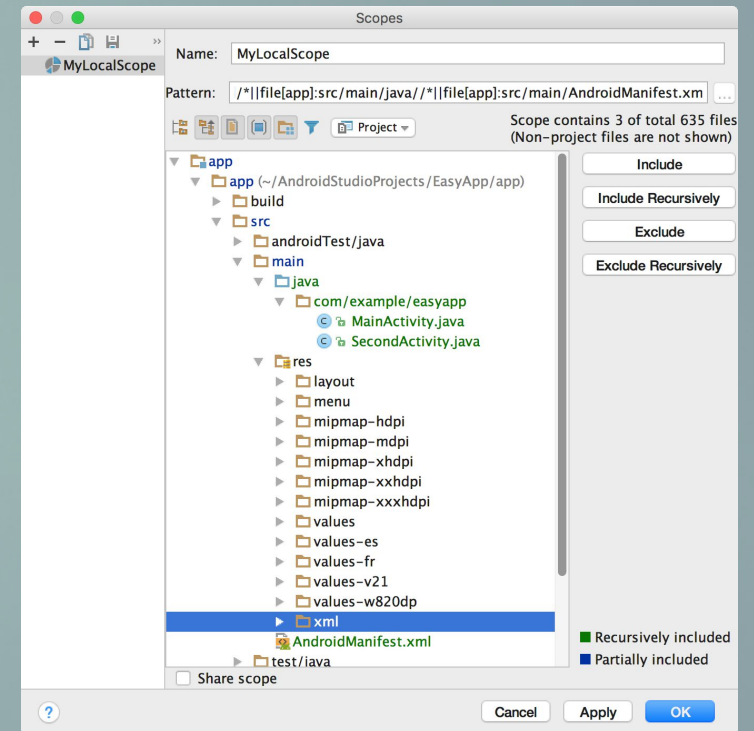 Scopes
MyLocalScope
Name: MyLocalScope
Pattern: /*||file[app]:src/main/java//*||file[app]:src/main/AndroidManifest.xm ...
Project
Scope contains 3 of total 635 files
(Non-project files are not shown)
app
app (~/AndroidStudioProjects/EasyApp/app)
build
src
androidTest/java
main
java
com/example/easyapp
C MainActivity.java
C SecondActivity.java
res
layout
menu
mipmap-hdpi
mipmap-mdpi
mipmap-xhdpi
mipmap-xxhdpi
mipmap-xxxhdpi
values
values-es
values-fr
values-v21
values-w820dp
xml
AndroidManifest.xml
test/java
Include
Include Recursively
Exclude
Exclude Recursively
Recursively included
Partially included
Share scope
? Cancel Apply OK